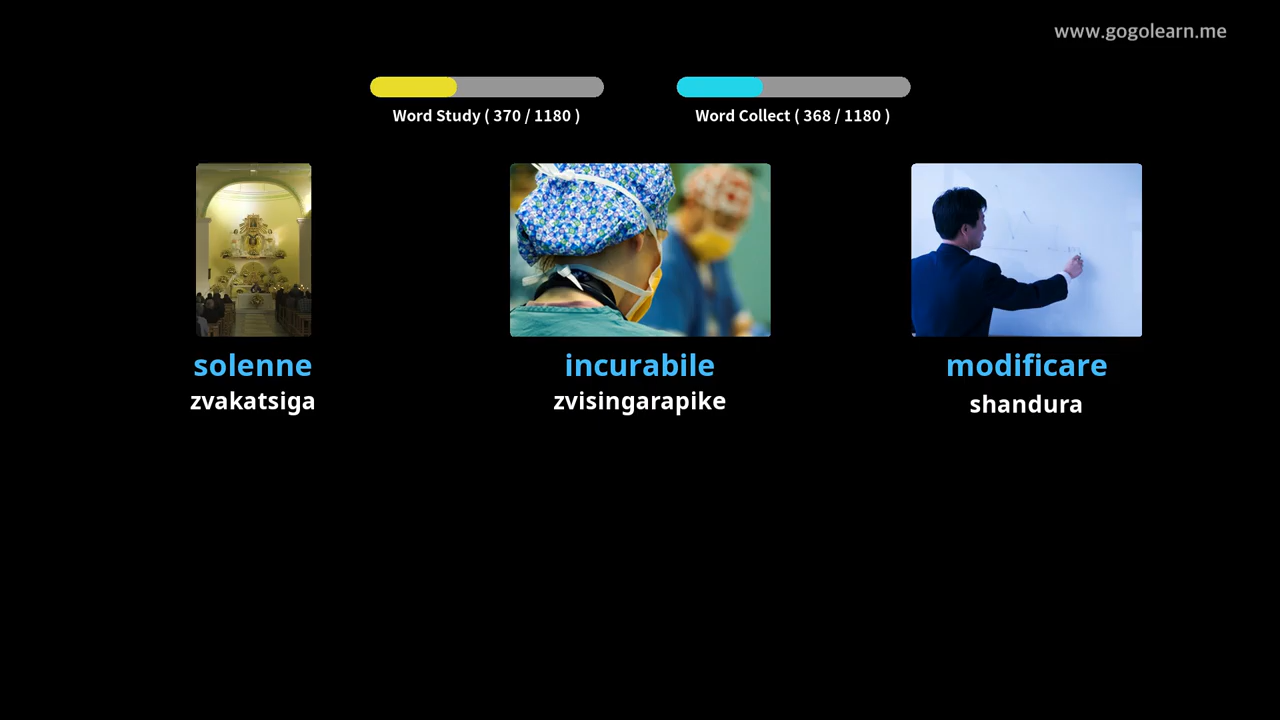 www.gogolearn.me
Word Study ( 370 / 1180 )
Word Collect ( 368 / 1180 )
solenne
zvakatsiga
incurabile
zvisingarapike
modificare
shandura